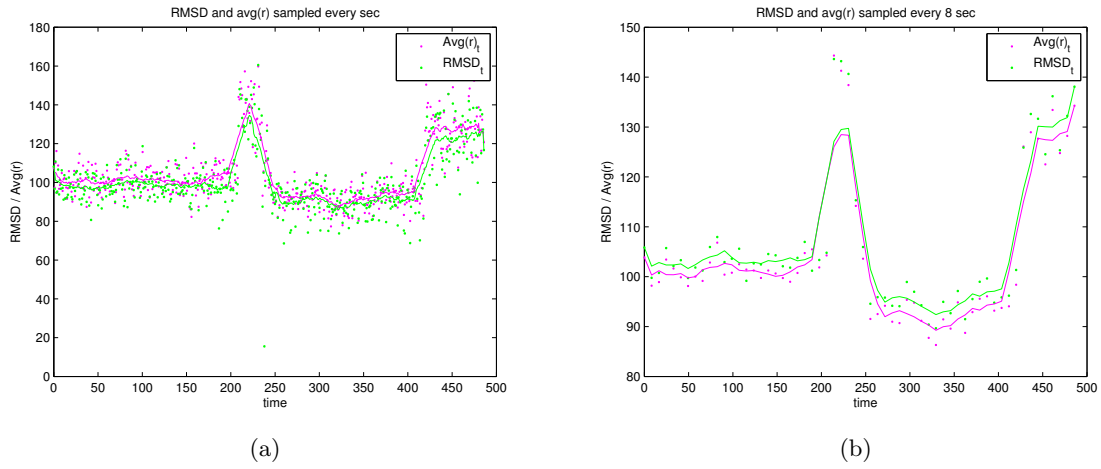 RMSD and avg(r) sampled every sec
180
160
140
120
100
80
60
40
20
0
RMSD / Avg(r)
Avg(r)t
RMSDt
0 50 100 150 200 250 300 350 400 450 500
time
(a)
RMSD and avg(r) sampled every 8 sec
150
140
130
120
110
100
90
80
RMSD / Avg(r)
Avg(r)t
RMSDt
0 50 100 150 200 250 300 350 400 450 500
time
(b)